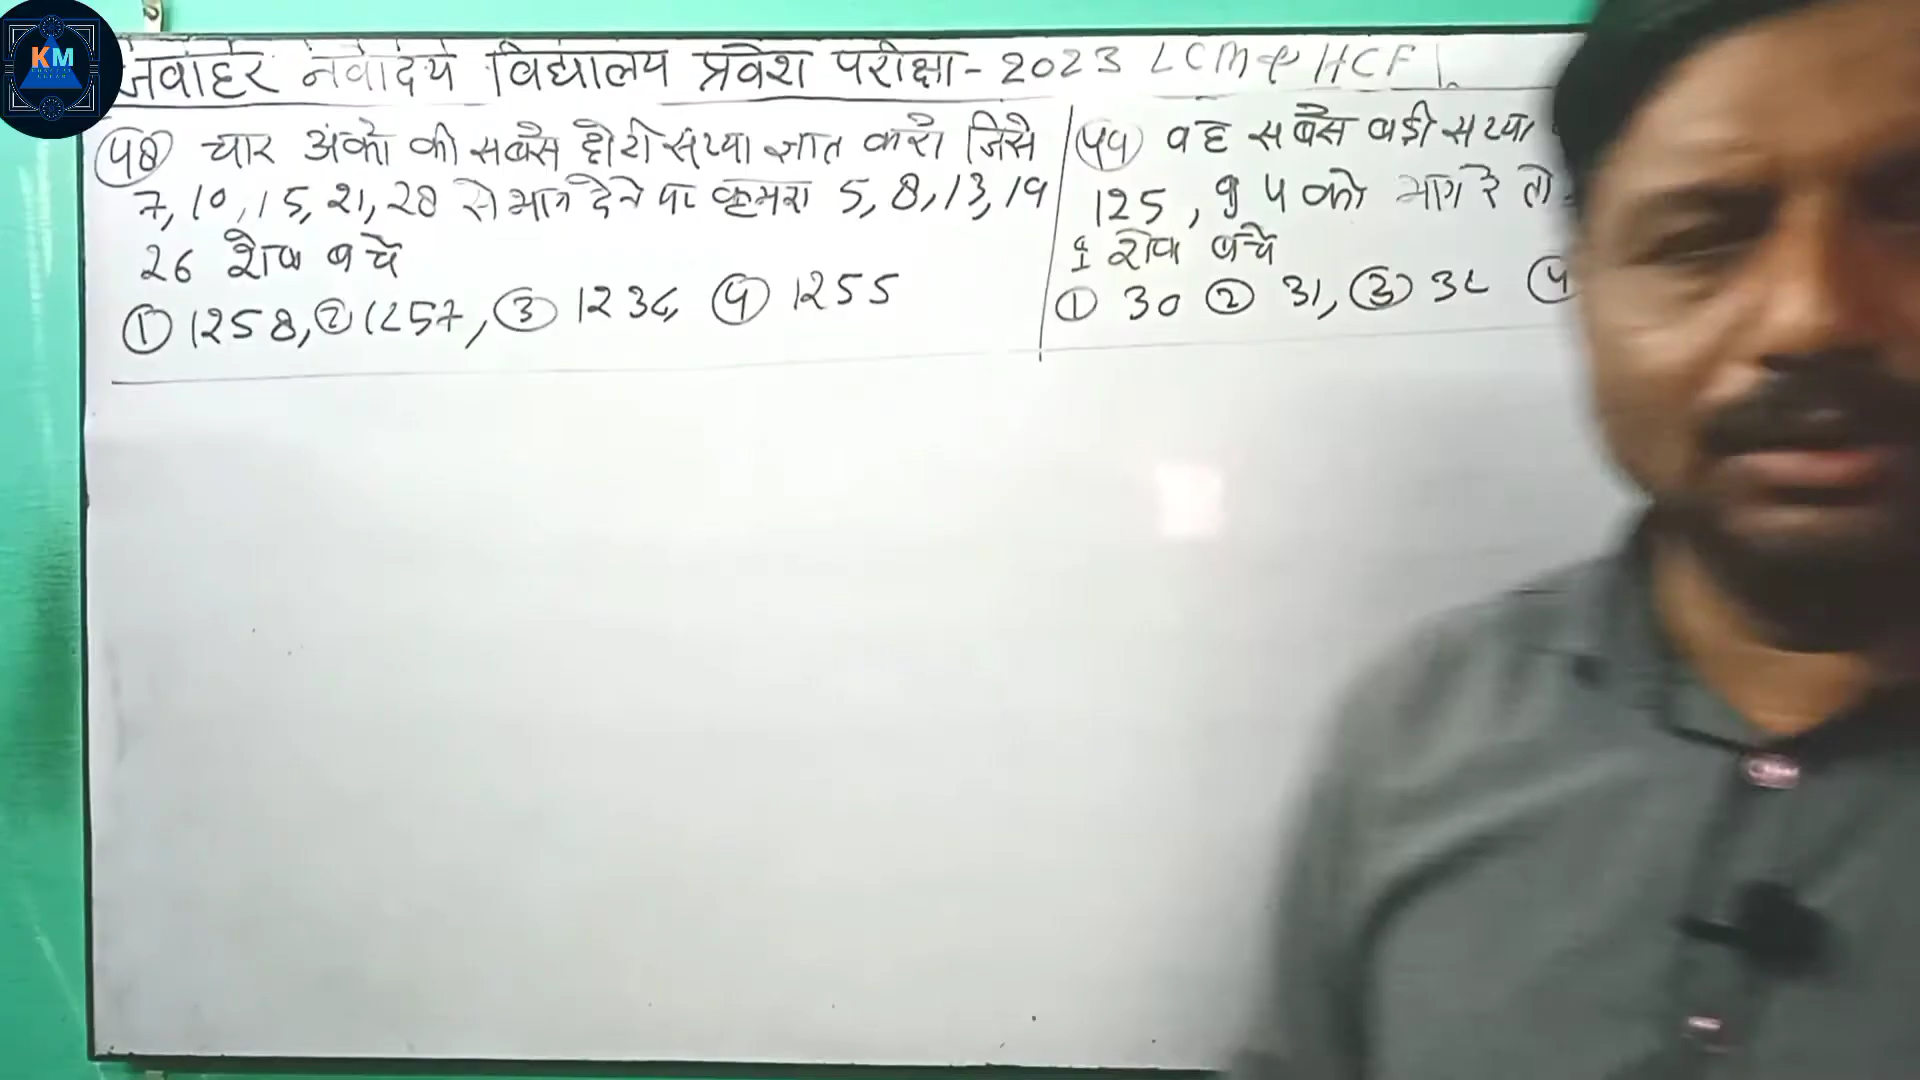 KM
जवाहर नवोदय विद्यालय प्रवेश परीक्षा - 2023 LCM & HCF
48 चार अंको की सबसे छोटी संख्या ज्ञात करो जिसे
7, 10, 15, 21, 28 से भाग देने पर क्रमशः 5, 8, 13, 19
26 शेष बचे
① 1258, ② 1257, ③ 1236, ④ 1255
49 वह सबसे बड़ी संख्या
125, 94 को भाग दे तो
1 शेष बचे
① 30 ② 31, ③ 32 ④